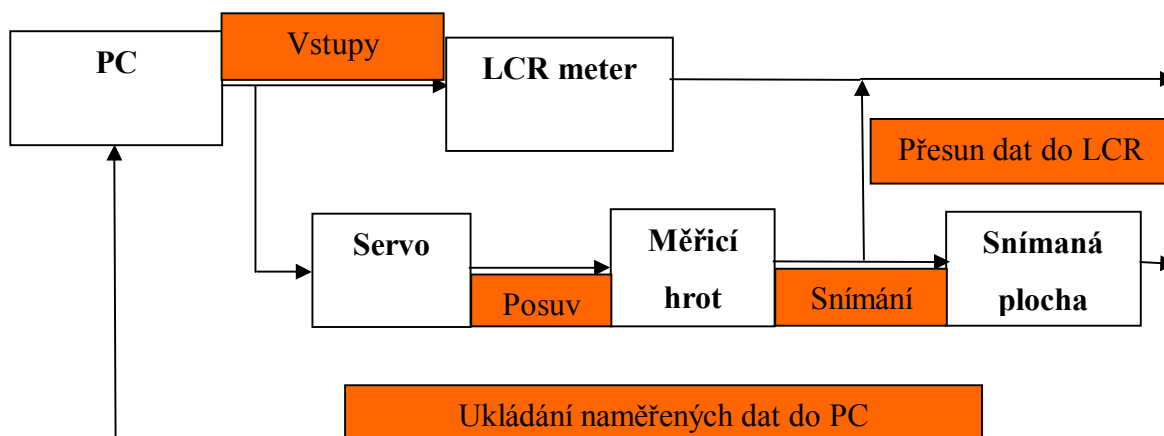 PC
Vstupy
LCR meter
Přesun dat do LCR
Servo
Posuv
Měřicí
hrot
Snímání
Snímaná
plocha
Ukládání naměřených dat do PC